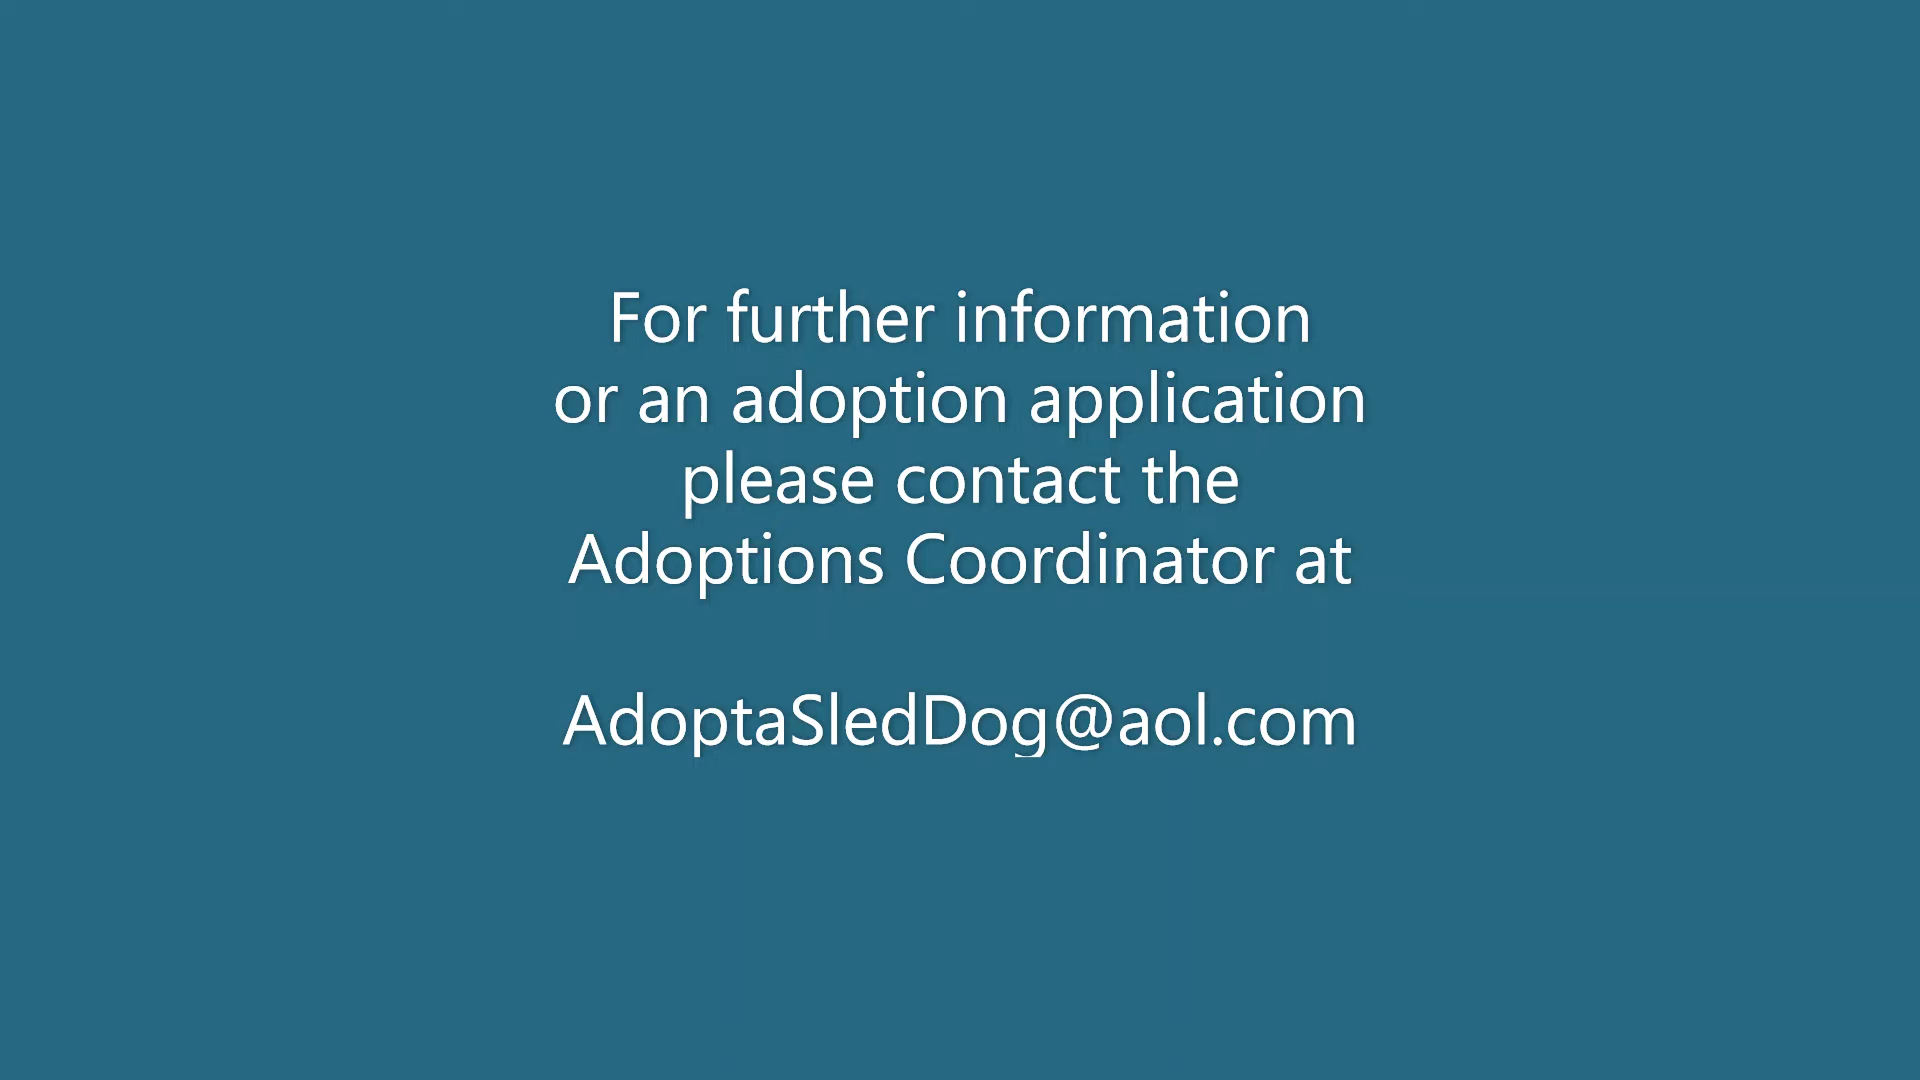 For further information
or an adoption application
please contact the
Adoptions Coordinator at
AdoptaSledDog@aol.com